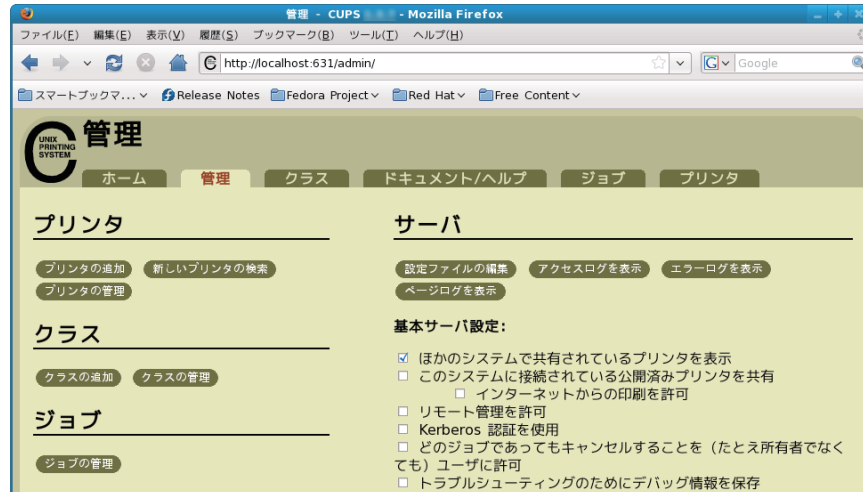 管理 - CUPS - Mozilla Firefox
ファイル(F) 編集(E) 表示(V) 履歴(S) ブックマーク(B) ツール(T) ヘルプ(H)
http://localhost:631/admin/
Google
スマートブックマ... Release Notes Fedora Project Red Hat Free Content
UNIX
PRINTING
SYSTEM
管理
ホーム 管理 クラス ドキュメント/ヘルプ ジョブ プリンタ
プリンタ
プリンタの追加 新しいプリンタの検索
プリンタの管理
クラス
クラスの追加 クラスの管理
ジョブ
ジョブの管理
サーバ
設定ファイルの編集 アクセスログを表示 エラーログを表示
ページログを表示
基本サーバ設定:
ほかのシステムで共有されているプリンタを表示
このシステムに接続されている公開済みプリンタを共有
インターネットからの印刷を許可
リモート管理を許可
Kerberos 認証を使用
どのジョブであってもキャンセルすることを(たとえ所有者でなく
ても)ユーザに許可
トラブルシューティングのためにデバッグ情報を保存